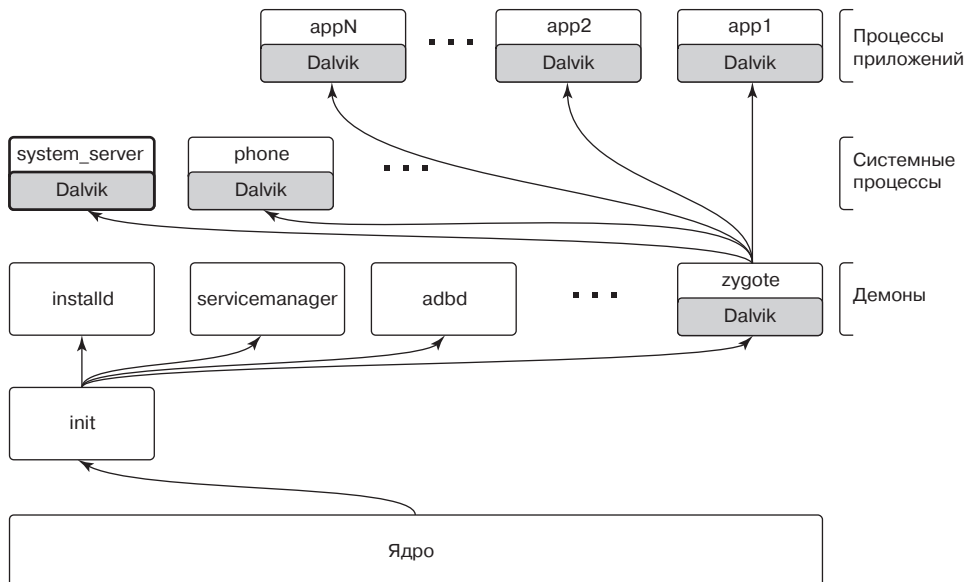 appN
app2
app1
Dalvik
Dalvik
Dalvik
Процессы
приложений
system_server
phone
Dalvik
Dalvik
Системные
процессы
installd
servicemanager
adbd
zygote
Dalvik
Демоны
init
Ядро